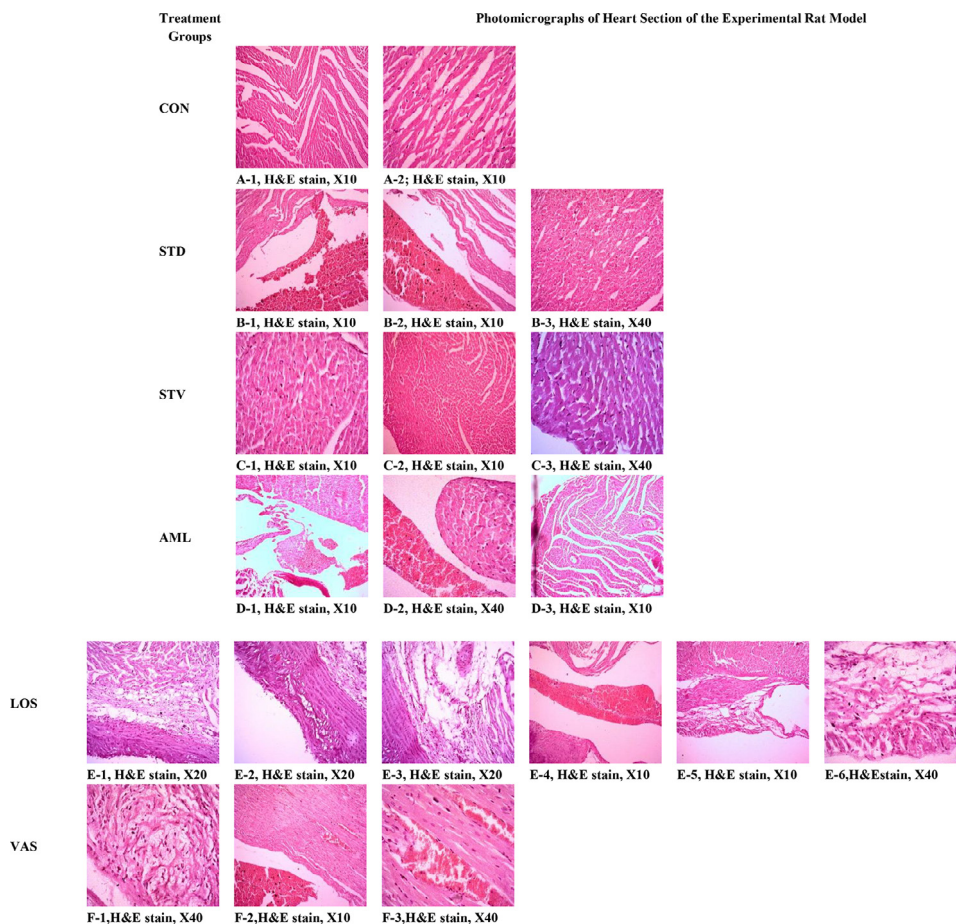 Treatment Groups
Photomicrographs of Heart Section of the Experimental Rat Model
CON
A-1, H&E stain, X10
A-2; H&E stain, X10
STD
B-1, H&E stain, X10
B-2, H&E stain, X10
B-3, H&E stain, X40
STV
C-1, H&E stain, X10
C-2, H&E stain, X10
C-3, H&E stain, X40
AML
D-1, H&E stain, X10
D-2, H&E stain, X40
D-3, H&E stain, X10
LOS
E-1, H&E stain, X20
E-2, H&E stain, X20
E-3, H&E stain, X20
E-4, H&E stain, X10
E-5, H&E stain, X10
E-6,H&Estain, X40
VAS
F-1,H&E stain, X40
F-2,H&E stain, X10
F-3,H&E stain, X40